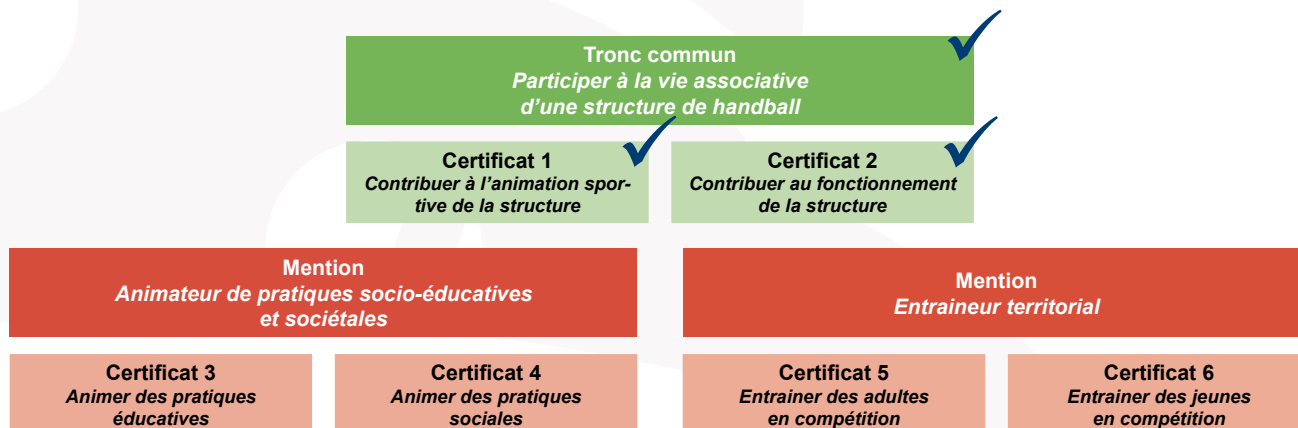 Tronc commun
Participer à la vie associative
d’une structure de handball
Certificat 1
Contribuer à l’animation spor-
tive de la structure
Certificat 2
Contribuer au fonctionnement
de la structure
Mention
Animateur de pratiques socio-éducatives
et sociétales
Mention
Entraineur territorial
Certificat 3
Animer des pratiques
éducatives
Certificat 4
Animer des pratiques
sociales
Certificat 5
Entrainer des adultes
en compétition
Certificat 6
Entrainer des jeunes
en compétition